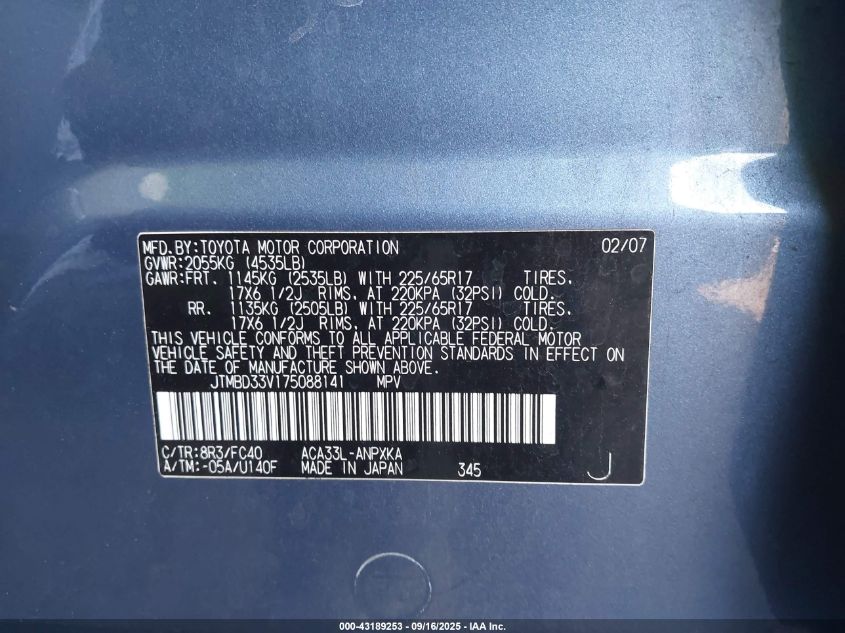 MFD.BY:TOYOTA MOTOR CORPORATION 02/07
GVWR:2055KG (4535LB)
GAWR:FRT. 1145KG (2535LB) WITH 225/65R17 TIRES,
17X6 1/2J RIMS, AT 220KPA (32PSI) COLD.
RR. 1135KG (2505LB) WITH 225/65R17 TIRES,
17X6 1/2J RIMS, AT 220KPA (32PSI) COLD.
THIS VEHICLE CONFORMS TO ALL APPLICABLE FEDERAL MOTOR
VEHICLE SAFETY AND THEFT PREVENTION STANDARDS IN EFFECT ON
THE DATE OF MANUFACTURE SHOWN ABOVE.
JTMBD33V175088141 MPV
C/TR:8R3/FC40 ACA33L-ANPXKA
A/TM:-05A/U140F MADE IN JAPAN 345 J
000-43189253 - 09/16/2025 - IAA Inc.